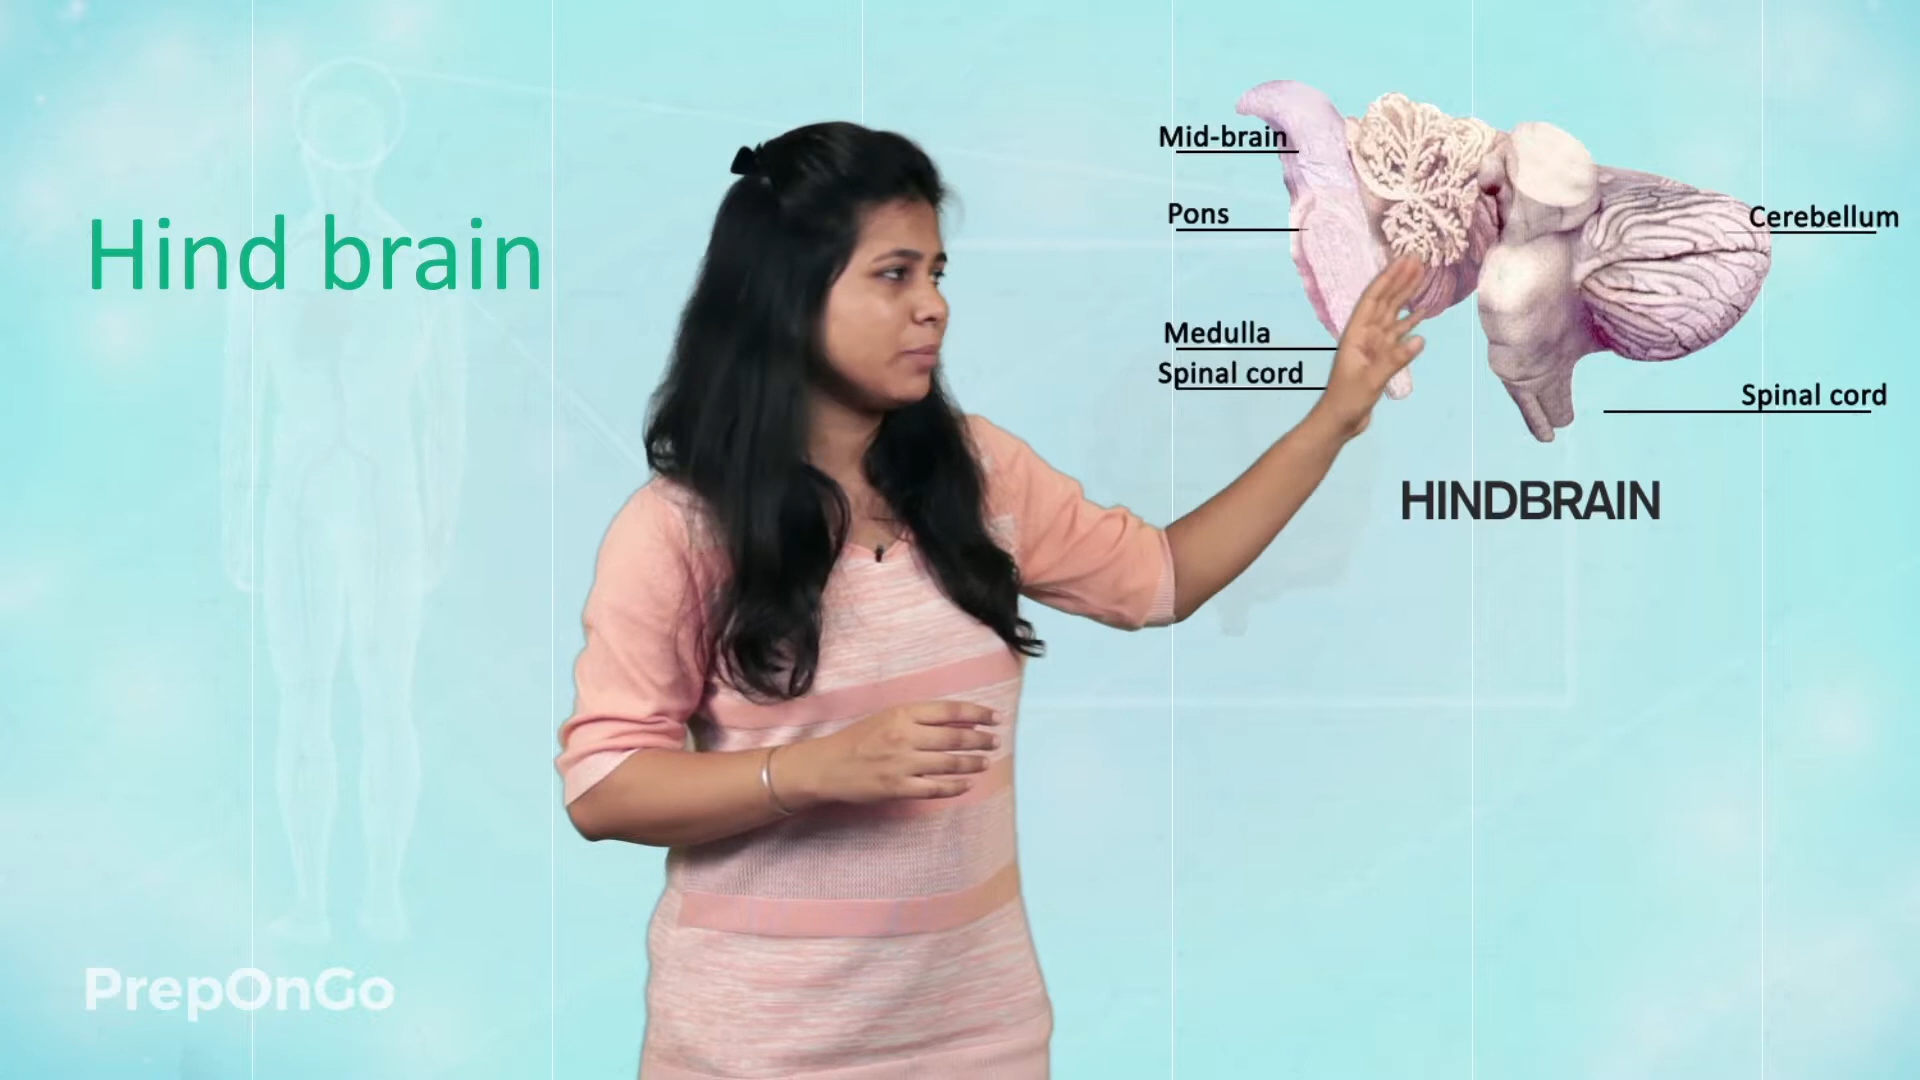 Hind brain
Mid-brain
Pons
Medulla
Spinal cord
Cerebellum
Spinal cord
HINDBRAIN
PrepOnGo